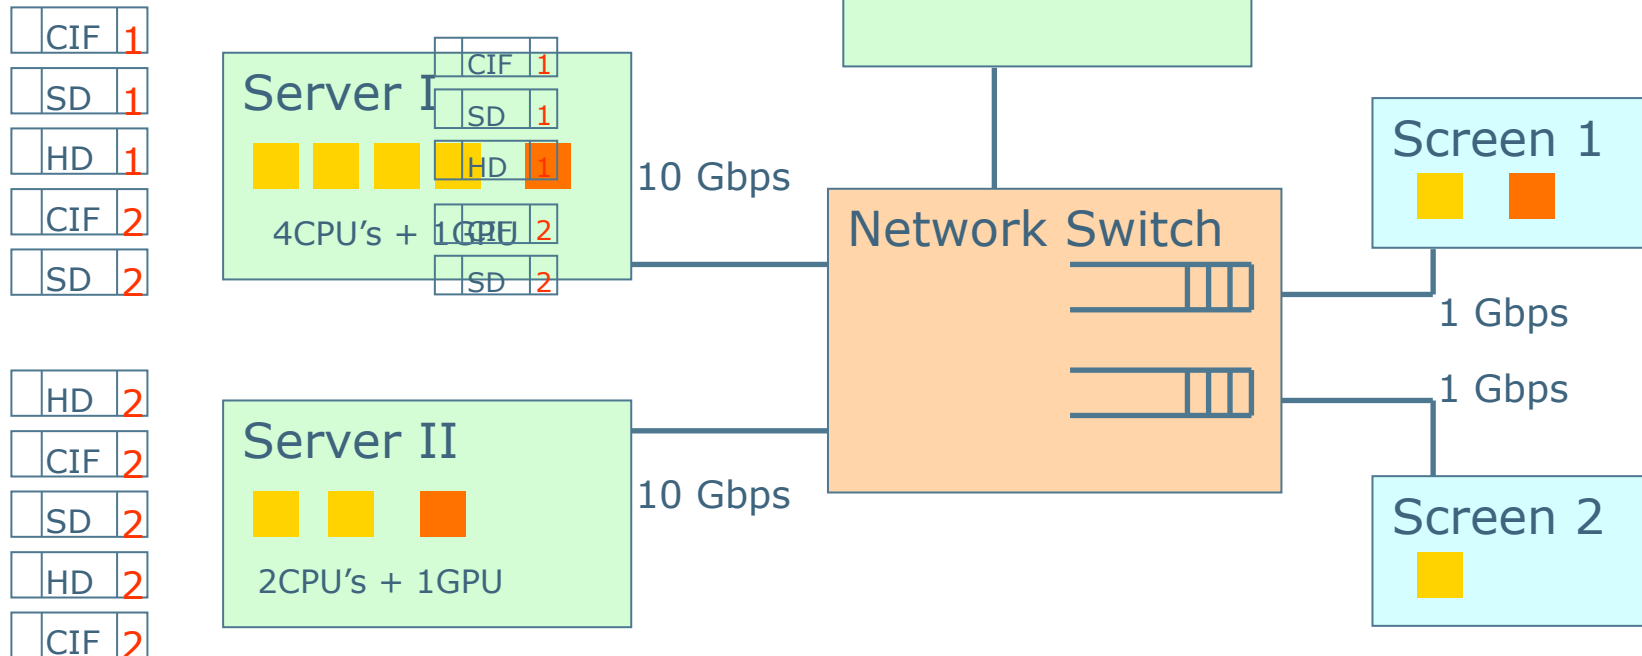 CIF 1
SD 1
HD 1
CIF 2
SD 2
HD 2
CIF 2
SD 2
HD 2
CIF 2
Server I
CIF 1
SD 1
HD 1
CIF 2
SD 2
4CPU's + 1GPU
10 Gbps
Server II
2CPU's + 1GPU
10 Gbps
Network Switch
Screen 1
1 Gbps
1 Gbps
Screen 2